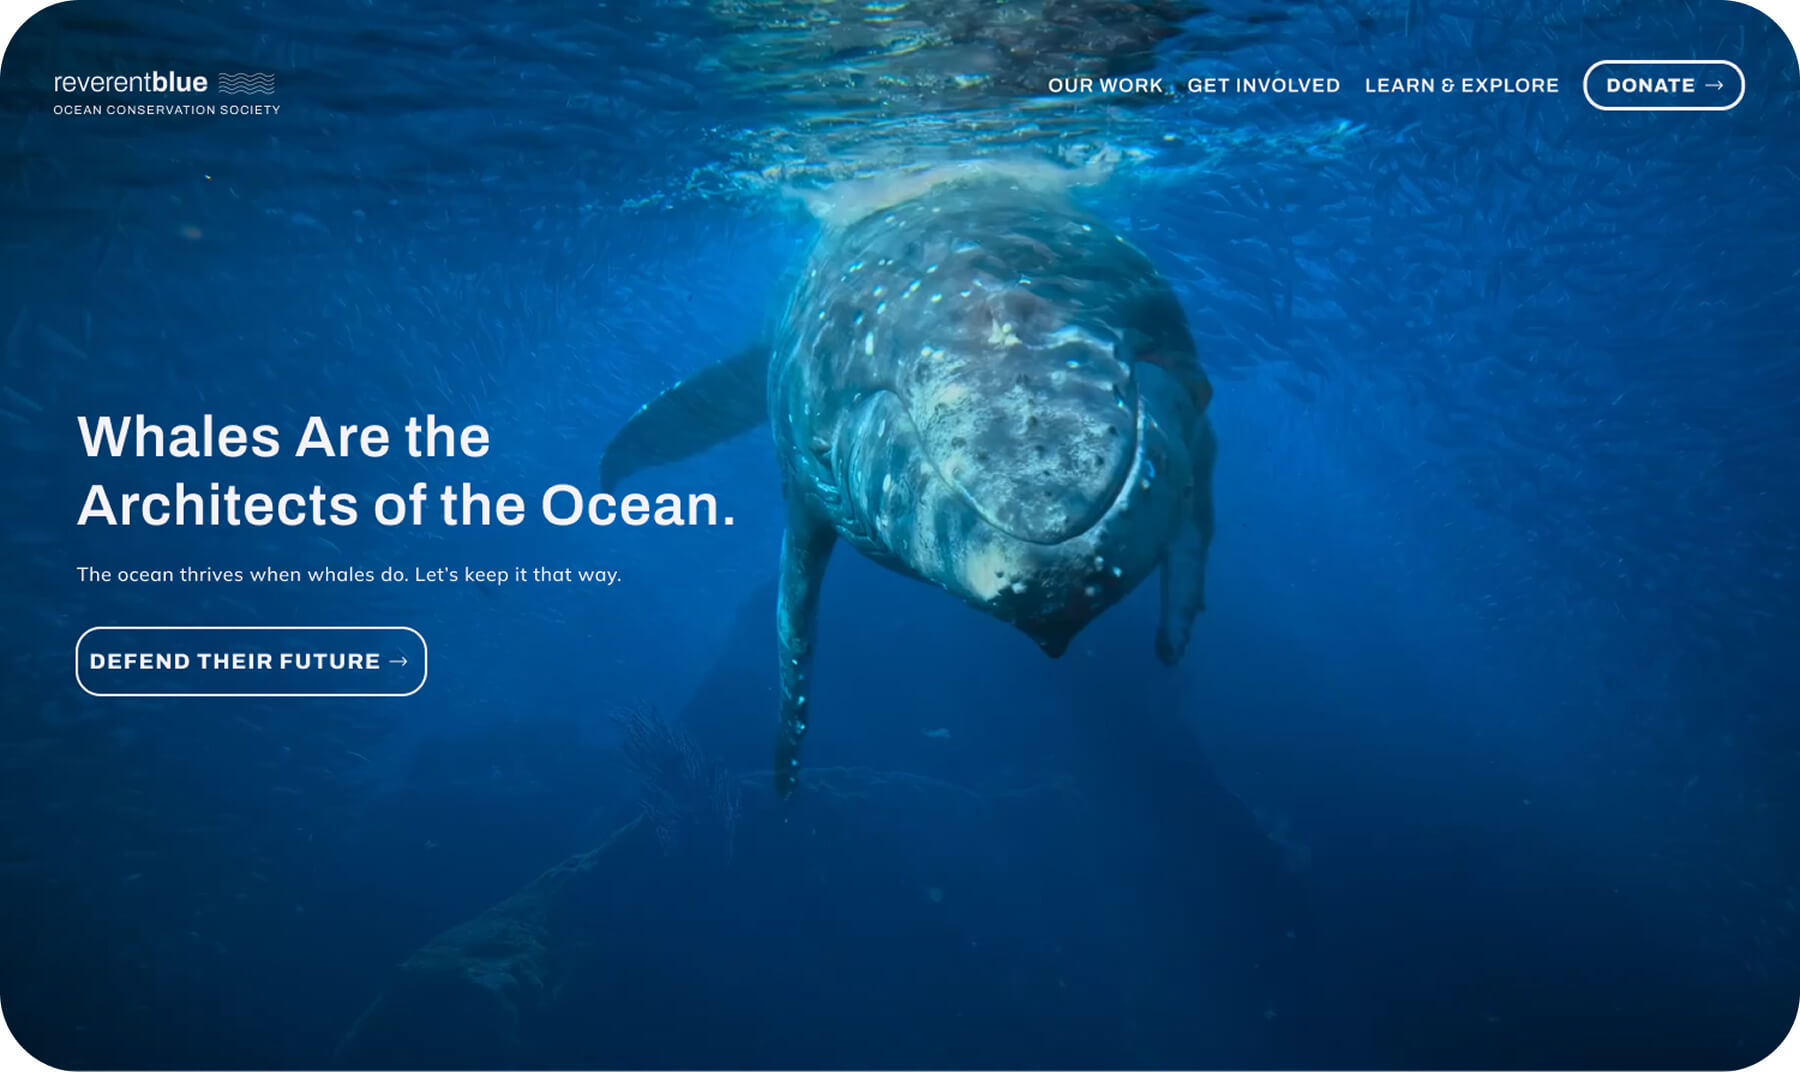 reverentblue
OCEAN CONSERVATION SOCIETY
OUR WORK GET INVOLVED LEARN & EXPLORE DONATE →
Whales Are the
Architects of the Ocean.
The ocean thrives when whales do. Let's keep it that way.
DEFEND THEIR FUTURE →